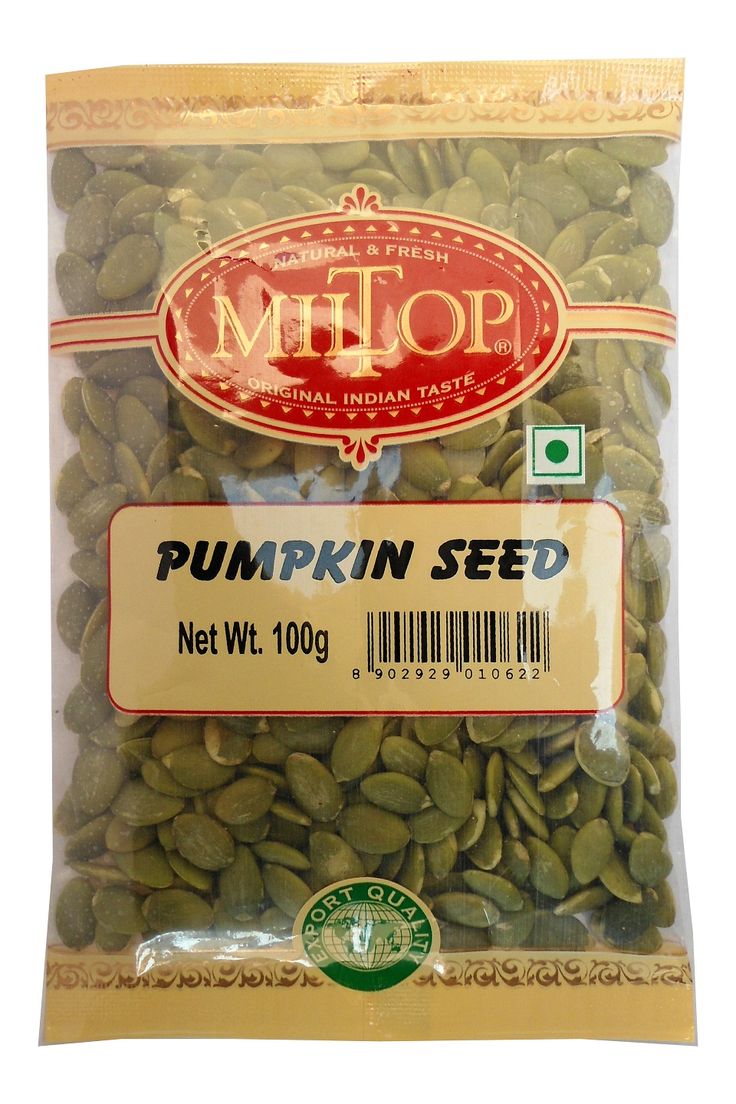 NATURAL & FRESH
MILTOP®
ORIGINAL INDIAN TASTE
PUMPKIN SEED
Net Wt. 100g
8 902929 010622
EXPORT QUALITY